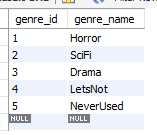 genre_id genre_name
1 Horror
2 SciFi
3 Drama
4 LetsNot
5 NeverUsed
NULL NULL